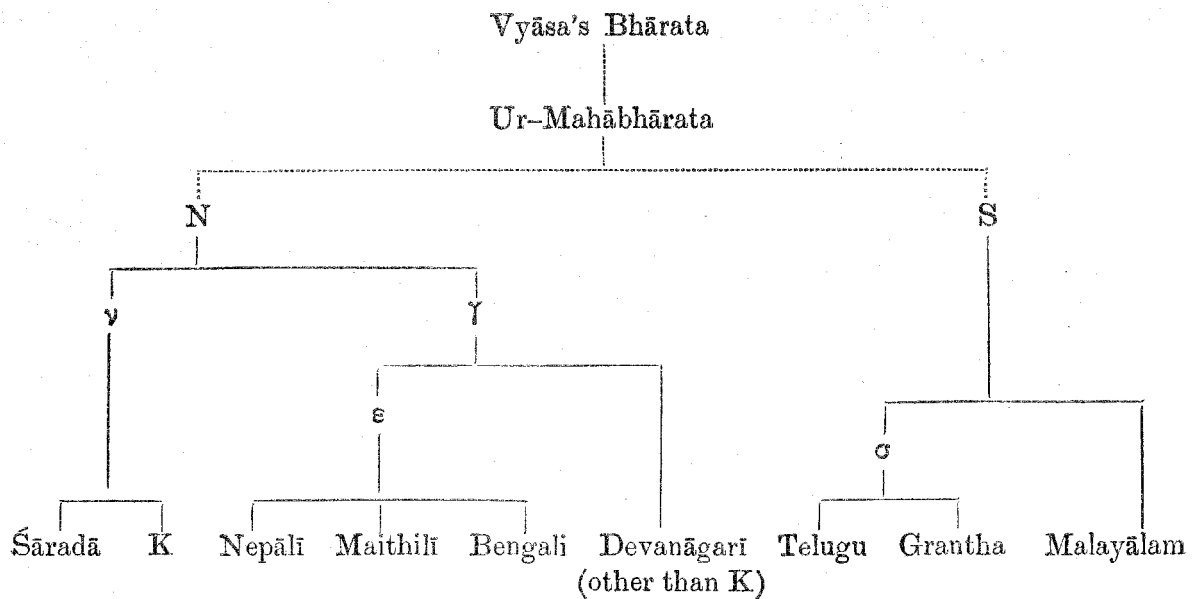 Vyāsa's Bhārata
Ur-Mahābhārata
N S
ν γ
ε
σ
Śāradā K Nepālī Maithilī Bengali Devanāgarī Telugu Grantha Malayālam
(other than K)